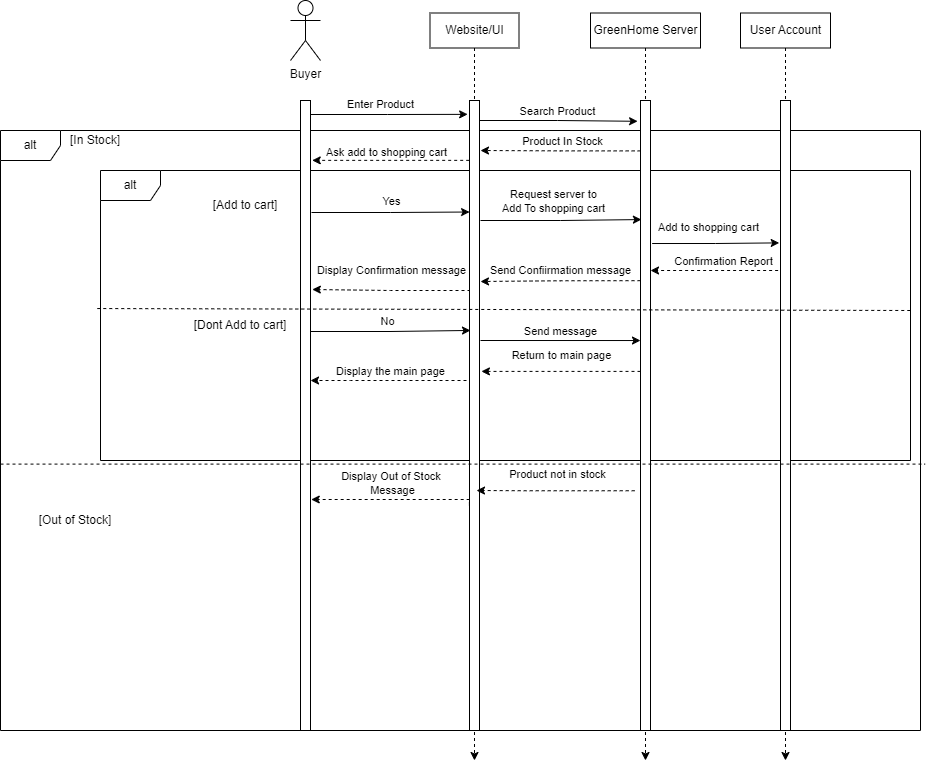 Website/UI
GreenHome Server
User Account
Buyer
Enter Product
Search Product
alt
[In Stock]
Product In Stock
Ask add to shopping cart
alt
[Add to cart]
Yes
Request server to
Add To shopping cart
Add to shopping cart
Confirmation Report
Display Confirmation message
Send Confiirmation message
[Dont Add to cart]
No
Send message
Return to main page
Display the main page
Display Out of Stock
Message
Product not in stock
[Out of Stock]